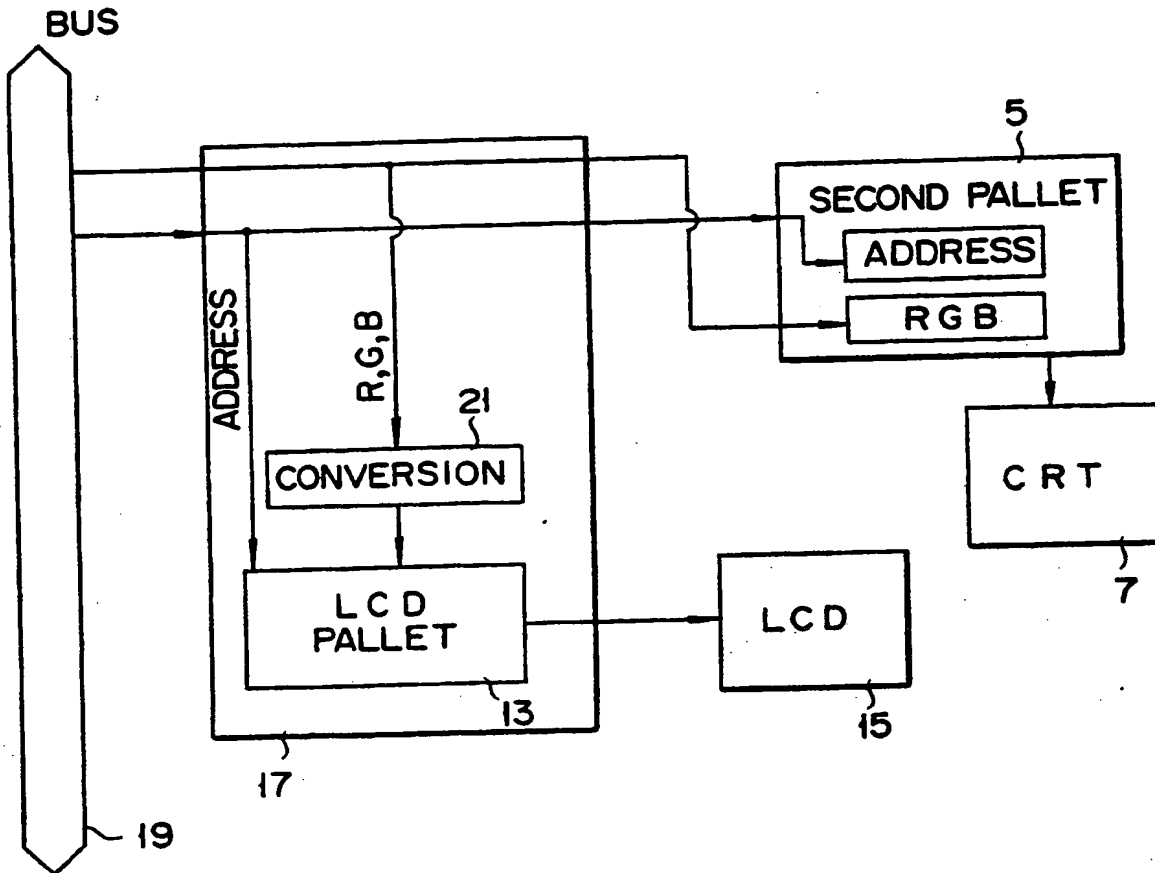 BUS
5
SECOND PALLET
ADDRESS
RGB
ADDRESS
R,G,B
21
CONVERSION
CRT
7
LCD
PALLET
13
LCD
15
17
19